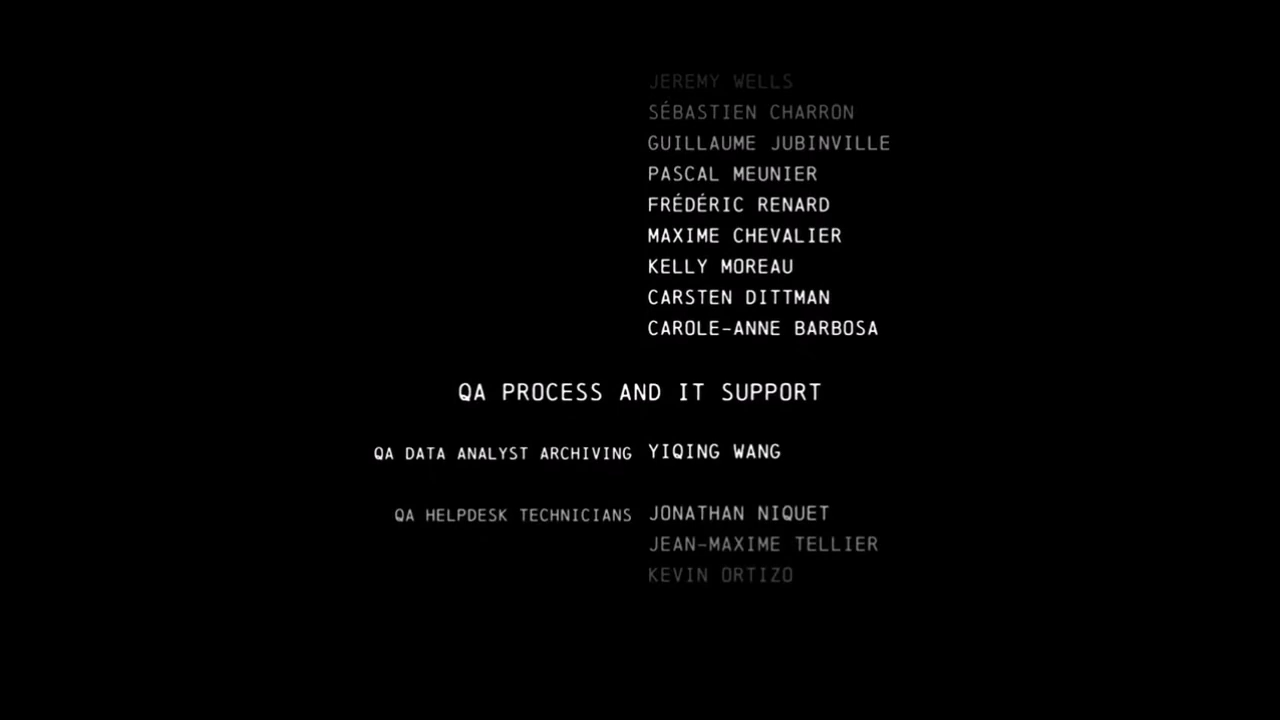 JEREMY WELLS
SÉBASTIEN CHARRON
GUILLAUME JUBINVILLE
PASCAL MEUNIER
FRÉDÉRIC RENARD
MAXIME CHEVALIER
KELLY MOREAU
CARSTEN DITTMAN
CAROLE-ANNE BARBOSA
QA PROCESS AND IT SUPPORT
QA DATA ANALYST ARCHIVING YIQING WANG
QA HELPDESK TECHNICIANS JONATHAN NIQUET
JEAN-MAXIME TELLIER
KEVIN ORTIZO